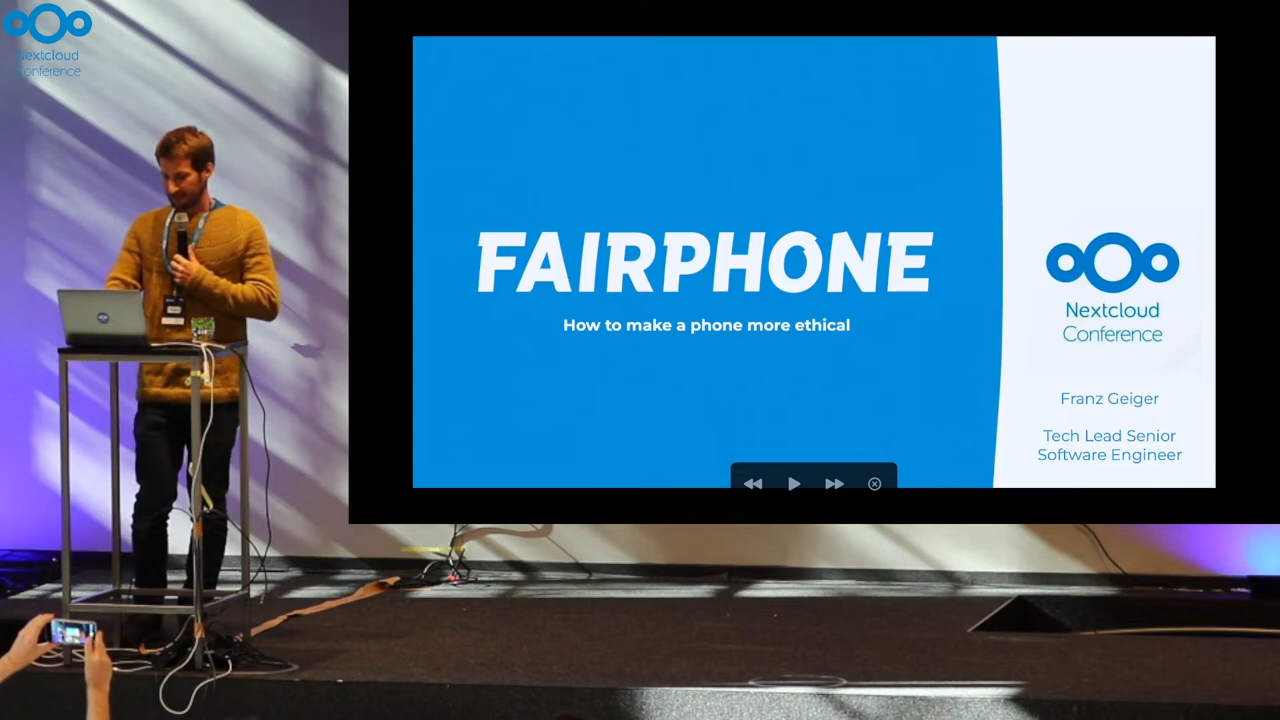 Nextcloud
Conference
FAIRPHONE
How to make a phone more ethical
Nextcloud
Conference
Franz Geiger
Tech Lead Senior
Software Engineer